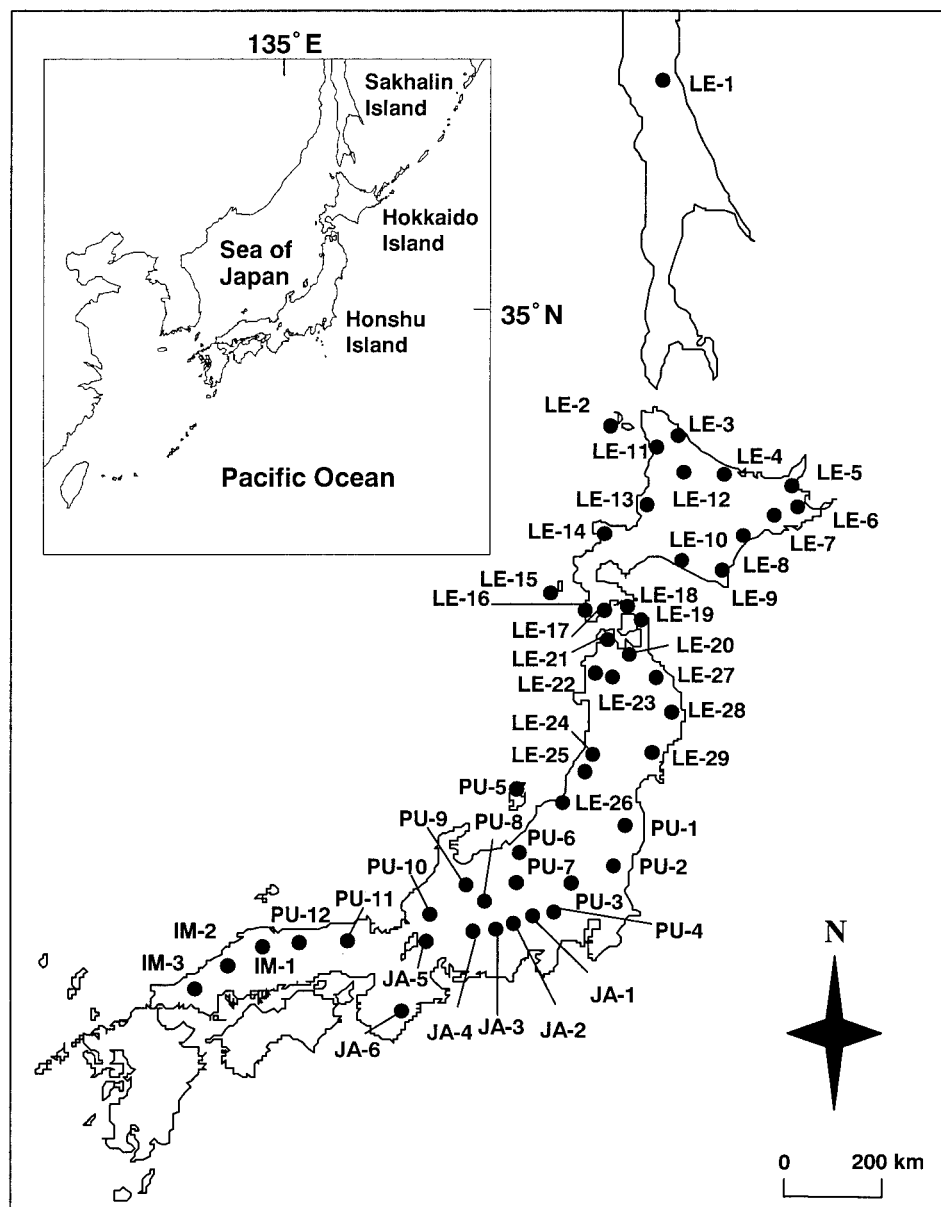 135° E
Sakhalin
Island
Hokkaido
Island
Sea of
Japan
35° N
Honshu
Island
Pacific Ocean
LE-1
LE-2
LE-3
LE-11
LE-4
LE-5
LE-12
LE-13
LE-6
LE-14
LE-10
LE-7
LE-8
LE-15
LE-9
LE-16
LE-18
LE-19
LE-17
LE-20
LE-21
LE-27
LE-22
LE-23
LE-28
LE-24
LE-25
LE-29
PU-5
LE-26
PU-9
PU-8
PU-1
PU-6
PU-10
PU-7
PU-2
PU-11
PU-3
PU-12
PU-4
IM-2
IM-3
IM-1
JA-5
JA-1
JA-4
JA-3
JA-2
JA-6
N
0 200 km